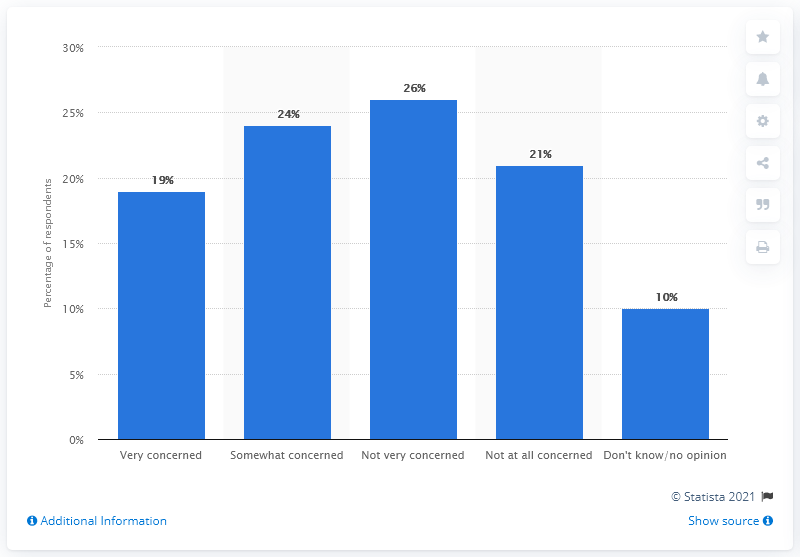 30%
25%
20%
15%
10%
5%
0%
Percentage of respondents
19%
24%
26%
21%
10%
Very concerned
Somewhat concerned
Not very concerned
Not at all concerned
Don't know/no opinion
© Statista 2021
Additional Information
Show source